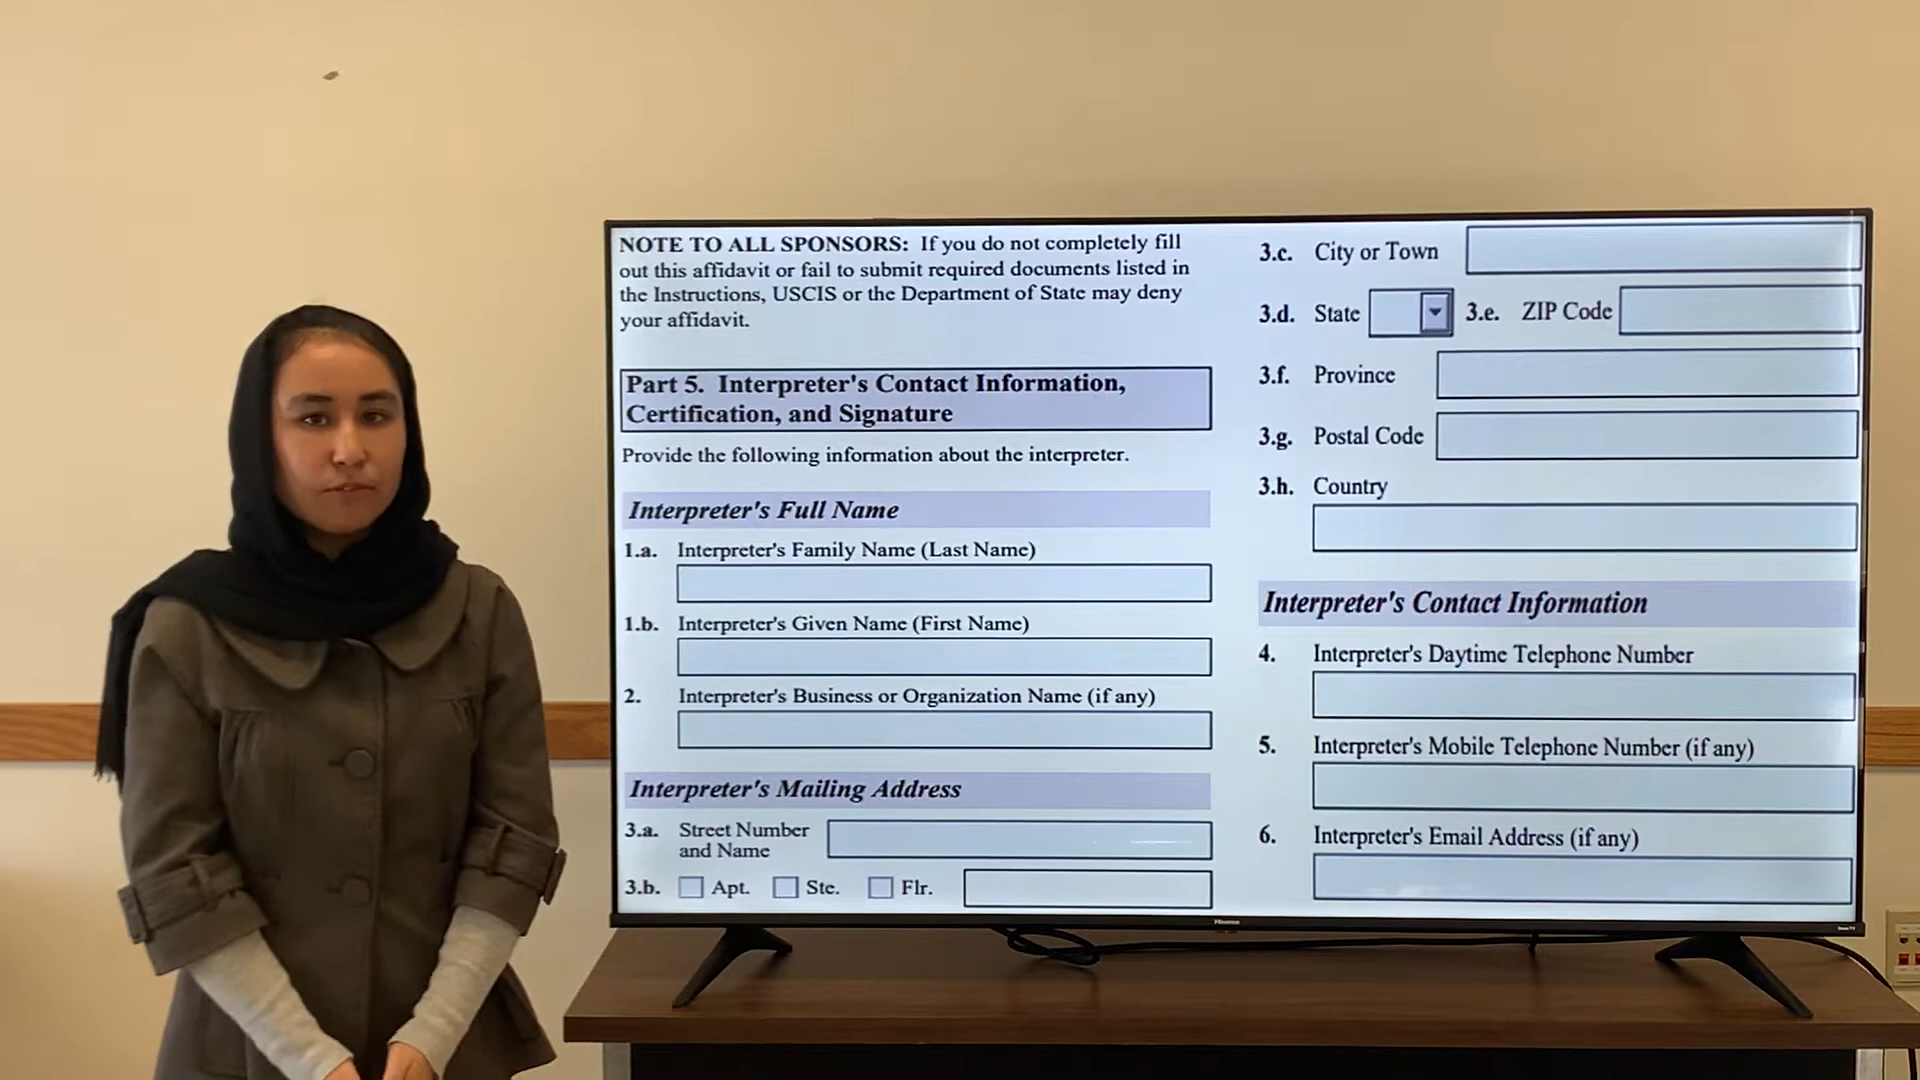 NOTE TO ALL SPONSORS: If you do not completely fill
out this affidavit or fail to submit required documents listed in
the Instructions, USCIS or the Department of State may deny
your affidavit.
Part 5. Interpreter's Contact Information,
Certification, and Signature
Provide the following information about the interpreter.
Interpreter's Full Name
1.a. Interpreter's Family Name (Last Name)
1.b. Interpreter's Given Name (First Name)
2. Interpreter's Business or Organization Name (if any)
Interpreter's Mailing Address
3.a. Street Number
and Name
3.b. Apt. Ste. Flr.
3.c. City or Town
3.d. State 3.e. ZIP Code
3.f. Province
3.g. Postal Code
3.h. Country
Interpreter's Contact Information
4. Interpreter's Daytime Telephone Number
5. Interpreter's Mobile Telephone Number (if any)
6. Interpreter's Email Address (if any)
Hisense
Roku TV